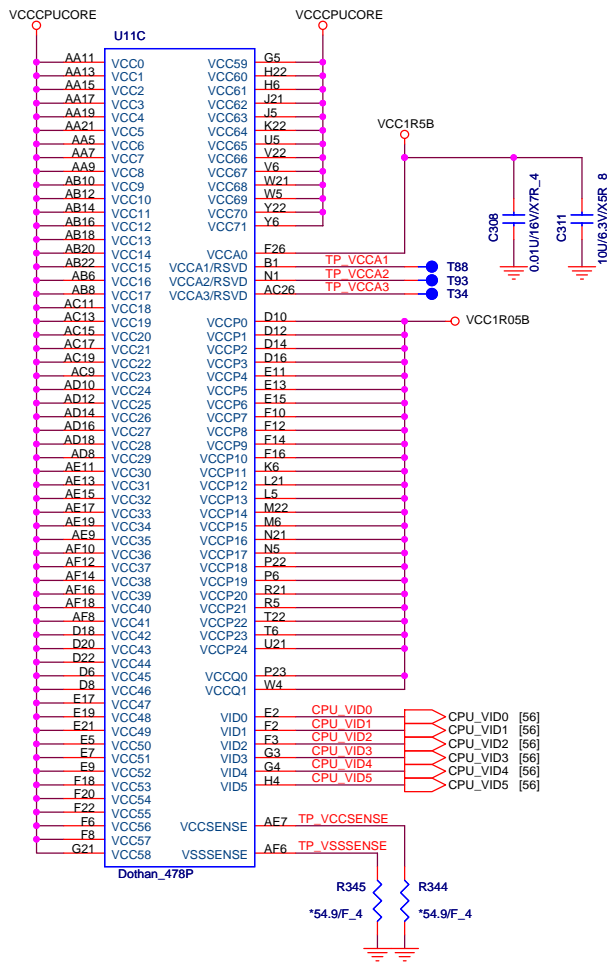 VCCCPUCORE VCCCPUCORE
U11C
AA11 VCC0 VCC59 G5
AA13 VCC1 VCC60 H22
AA15 VCC2 VCC61 H6
AA17 VCC3 VCC62 J21
AA19 VCC4 VCC63 J5
AA21 VCC5 VCC64 K22
AA5 VCC6 VCC65 U5
AA7 VCC7 VCC66 V22
AA9 VCC8 VCC67 V6
AB10 VCC9 VCC68 W21
AB12 VCC10 VCC69 W5
AB14 VCC11 VCC70 Y22
AB16 VCC12 VCC71 Y6
AB18 VCC13
AB20 VCC14 VCCA0 F26
AB22 VCC15 VCCA1/RSVD B1 TP_VCCA1 T88
AB6 VCC16 VCCA2/RSVD N1 TP_VCCA2 T93
AB8 VCC17 VCCA3/RSVD AC26 TP_VCCA3 T34
AC11 VCC18
AC13 VCC19 VCCP0 D10 VCC1R05B
AC15 VCC20 VCCP1 D12
AC17 VCC21 VCCP2 D14
AC19 VCC22 VCCP3 D16
AC9 VCC23 VCCP4 E11
AD10 VCC24 VCCP5 E13
AD12 VCC25 VCCP6 E15
AD14 VCC26 VCCP7 F10
AD16 VCC27 VCCP8 F12
AD18 VCC28 VCCP9 F14
AD8 VCC29 VCCP10 F16
AE11 VCC30 VCCP11 K6
AE13 VCC31 VCCP12 L21
AE15 VCC32 VCCP13 L5
AE17 VCC33 VCCP14 M22
AE19 VCC34 VCCP15 M6
AE9 VCC35 VCCP16 N21
AF10 VCC36 VCCP17 N5
AF12 VCC37 VCCP18 P22
AF14 VCC38 VCCP19 P6
AF16 VCC39 VCCP20 R21
AF18 VCC40 VCCP21 R5
AF8 VCC41 VCCP22 T22
D18 VCC42 VCCP23 T6
D20 VCC43 VCCP24 U21
D22 VCC44
D6 VCC45 VCCQ0 P23
D8 VCC46 VCCQ1 W4
E17 VCC47
E19 VCC48 VID0 E2 CPU_VID0 CPU_VID0 [56]
E21 VCC49 VID1 F2 CPU_VID1 CPU_VID1 [56]
E5 VCC50 VID2 F3 CPU_VID2 CPU_VID2 [56]
E7 VCC51 VID3 G3 CPU_VID3 CPU_VID3 [56]
E9 VCC52 VID4 G4 CPU_VID4 CPU_VID4 [56]
F18 VCC53 VID5 H4 CPU_VID5 CPU_VID5 [56]
F20 VCC54
F22 VCC55
F6 VCC56 VCCSENSE AE7 TP_VCCSENSE
F8 VCC57
G21 VCC58 VSSSENSE AF6 TP_VSSSENSE
Dothan_478P
VCC1R5B
C308
0.01U/16V/X7R_4
C311
10U/6.3V/X5R 8
R345 R344
*54.9/F_4 *54.9/F_4